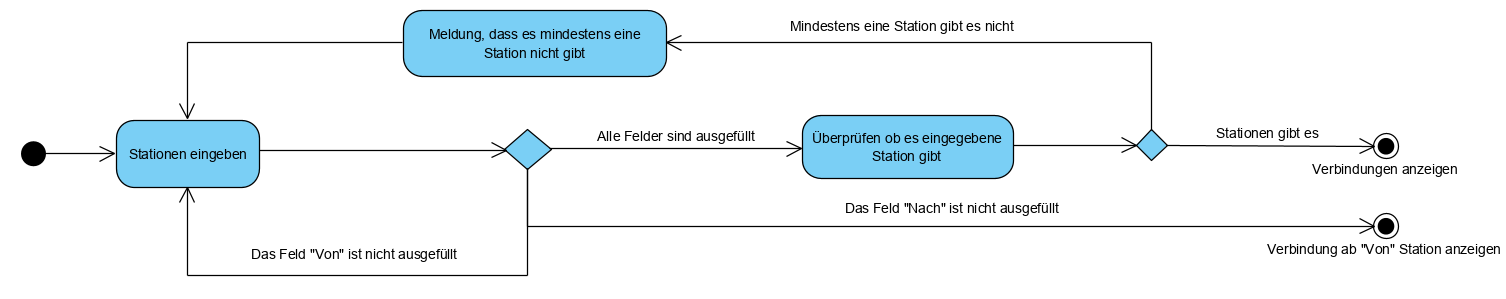 Mindestens eine Station gibt es nicht
Meldung, dass es mindestens eine
Station nicht gibt
Stationen eingeben
Alle Felder sind ausgefüllt
Überprüfen ob es eingegebene
Station gibt
Stationen gibt es
Verbindungen anzeigen
Das Feld "Nach" ist nicht ausgefüllt
Das Feld "Von" ist nicht ausgefüllt
Verbindung ab "Von" Station anzeigen